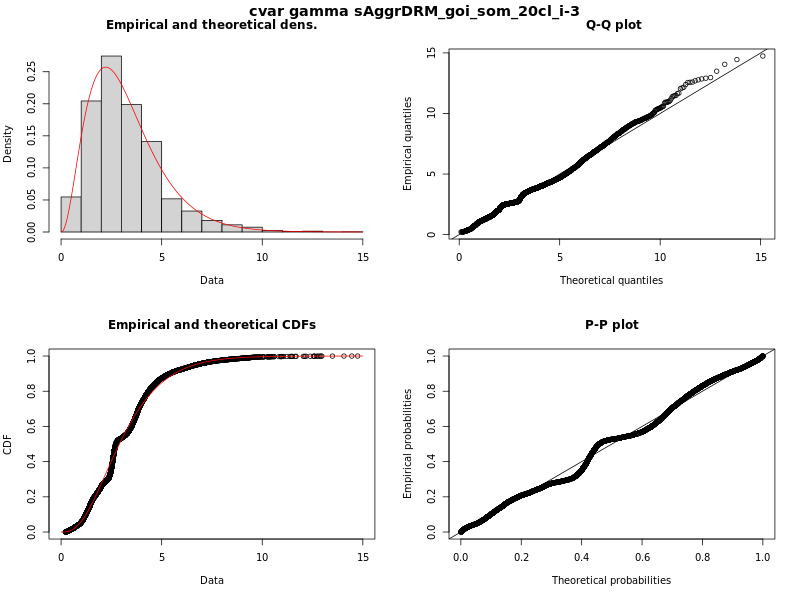 cvar gamma sAggrDRM_goi_som_20cl_i-3
Empirical and theoretical dens.
Density
0.00 0.05 0.10 0.15 0.20 0.25
0 5 10 15
Data
Q-Q plot
Empirical quantiles
0 5 10 15
0 5 10 15
Theoretical quantiles
Empirical and theoretical CDFs
CDF
0.0 0.2 0.4 0.6 0.8 1.0
0 5 10 15
Data
P-P plot
Empirical probabilities
0.0 0.2 0.4 0.6 0.8 1.0
0.0 0.2 0.4 0.6 0.8 1.0
Theoretical probabilities